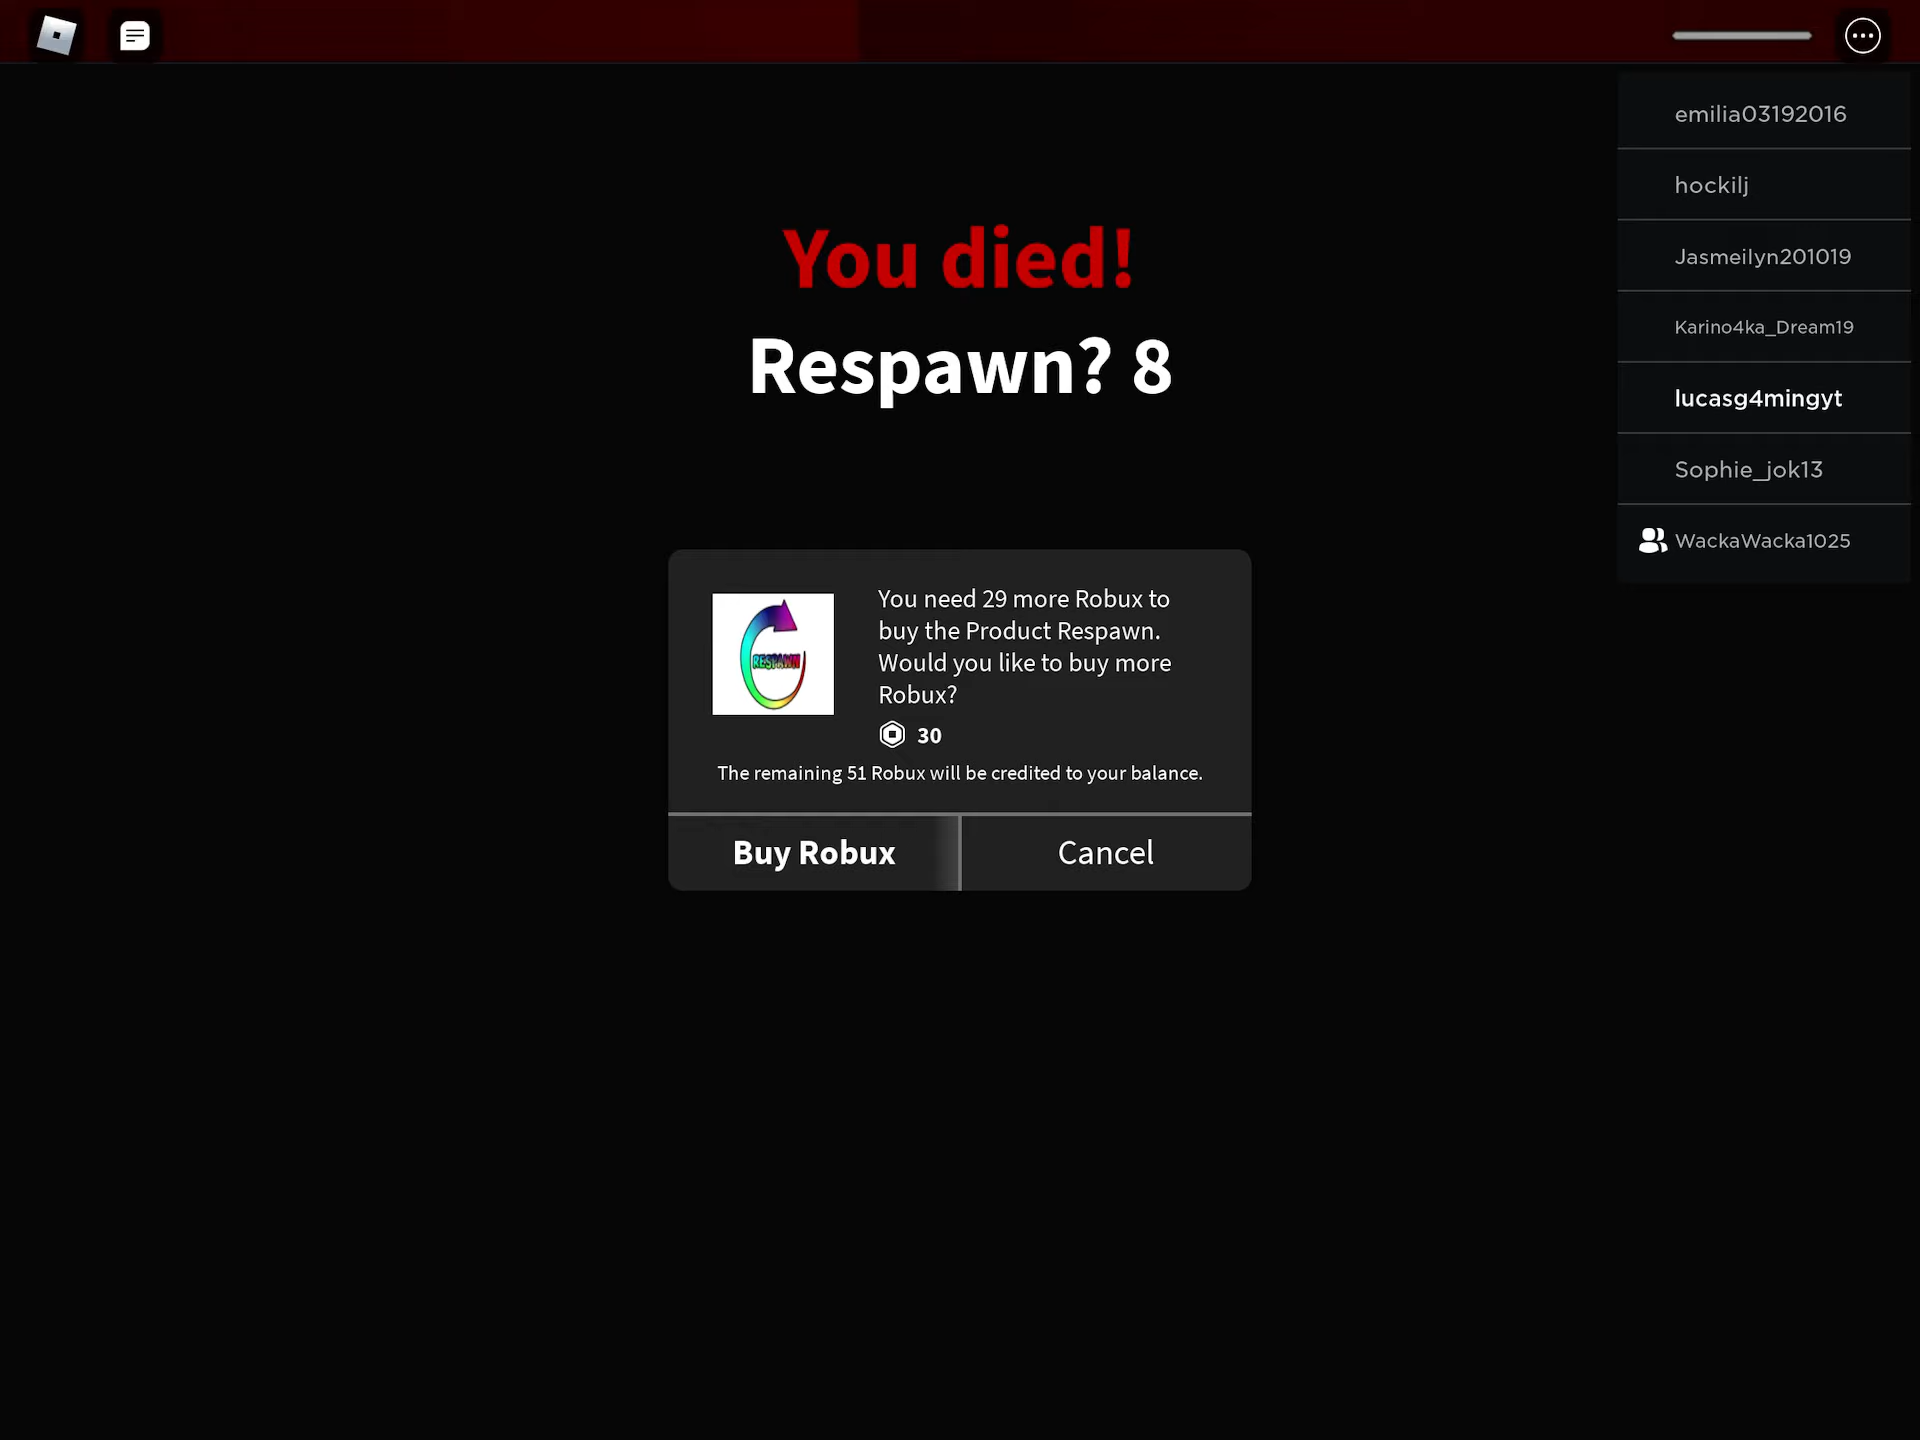 emilia03192016
hockilj
Jasmeilyn201019
Karino4ka_Dream19
lucasg4mingyt
Sophie_jok13
WackaWacka1025
You died!
Respawn? 8
RESPAWN
You need 29 more Robux to
buy the Product Respawn.
Would you like to buy more
Robux?
30
The remaining 51 Robux will be credited to your balance.
Buy Robux
Cancel